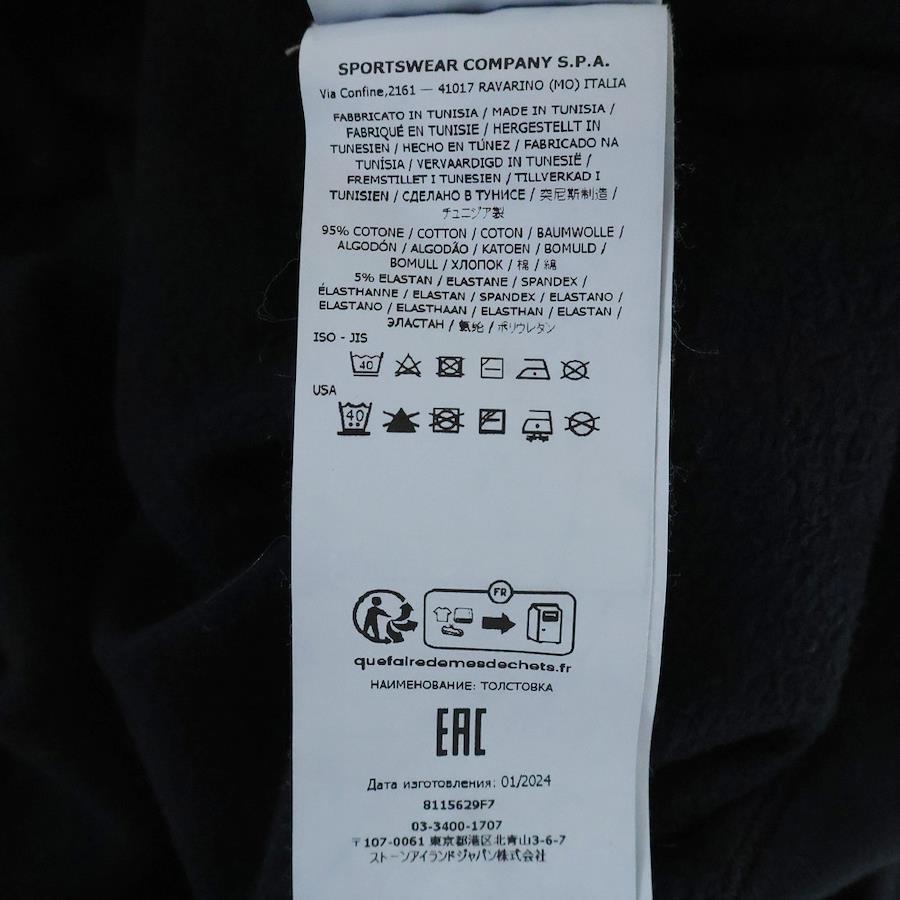 SPORTSWEAR COMPANY S.P.A.
Via Confine,2161 — 41017 RAVARINO (MO) ITALIA
FABBRICATO IN TUNISIA / MADE IN TUNISIA /
FABRIQUÉ EN TUNISIE / HERGESTELLT IN
TUNESIEN / HECHO EN TÚNEZ / FABRICADO NA
TUNÍSIA / VERVAARDIGD IN TUNESIË /
FREMSTILLET I TUNESIEN / TILLVERKAD I
TUNISIEN / СДЕЛАНО В ТУНИСЕ / 突尼斯制造 /
チュニジア製
95% COTONE / COTTON / COTON / BAUMWOLLE /
ALGODÓN / ALGODÃO / KATOEN / BOMULD /
BOMULL / ХЛОПОК / 棉 / 綿
5% ELASTAN / ELASTANE / SPANDEX /
ÉLASTHANNE / ELASTAN / SPANDEX / ELASTANO /
ELASTANO / ELASTHAAN / ELASTHAN / ELASTAN /
ЭЛАСТАН / 氨纶 / ポリウレタン
ISO - JIS
40
USA
40
FR
quefairedemesdechets.fr
НАИМЕНОВАНИЕ: ТОЛСТОВКА
EAC
Дата изготовления: 01/2024
8115629F7
03-3400-1707
〒107-0061 東京都港区北青山3-6-7
ストーンアイランドジャパン株式会社